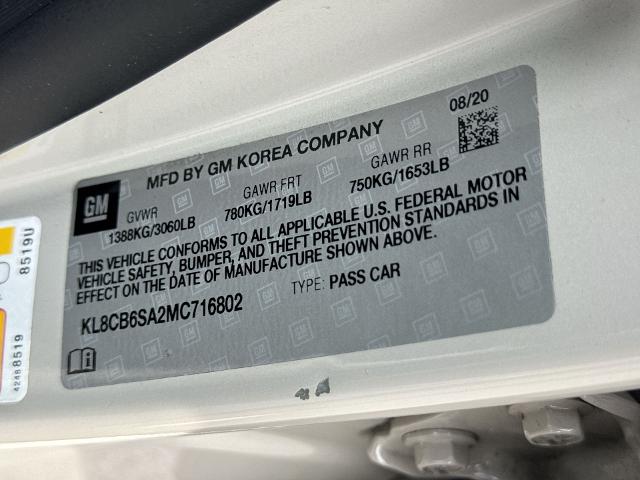 08/20
MFD BY GM KOREA COMPANY
GM
GVWR
1388KG/3060LB
GAWR FRT
780KG/1719LB
GAWR RR
750KG/1653LB
THIS VEHICLE CONFORMS TO ALL APPLICABLE U.S. FEDERAL MOTOR
VEHICLE SAFETY, BUMPER, AND THEFT PREVENTION STANDARDS IN
EFFECT ON THE DATE OF MANUFACTURE SHOWN ABOVE.
KL8CB6SA2MC716802
TYPE: PASS CAR
8519U
42488519